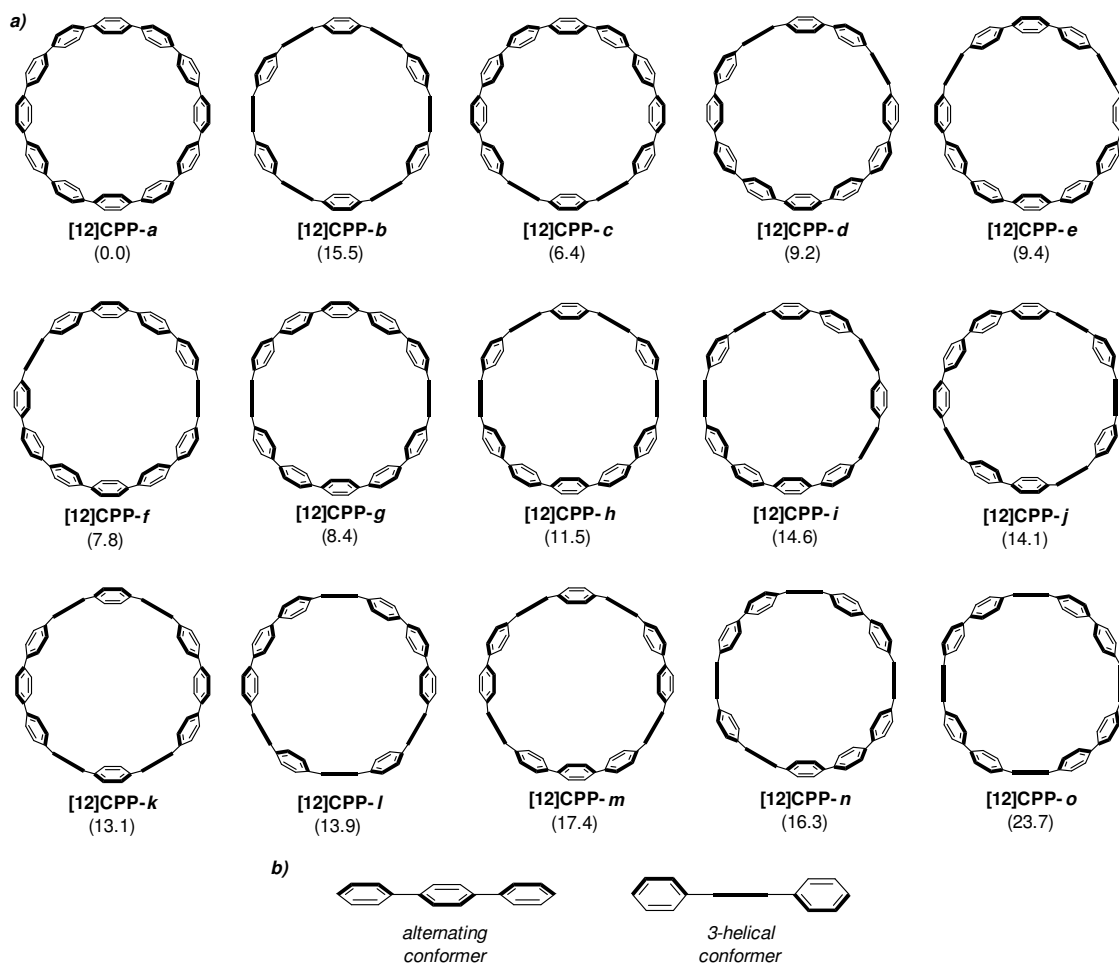 a)
[12]CPP-a
(0.0)
[12]CPP-b
(15.5)
[12]CPP-c
(6.4)
[12]CPP-d
(9.2)
[12]CPP-e
(9.4)
[12]CPP-f
(7.8)
[12]CPP-g
(8.4)
[12]CPP-h
(11.5)
[12]CPP-i
(14.6)
[12]CPP-j
(14.1)
[12]CPP-k
(13.1)
[12]CPP-l
(13.9)
[12]CPP-m
(17.4)
[12]CPP-n
(16.3)
[12]CPP-o
(23.7)
b)
alternating
conformer
3-helical
conformer